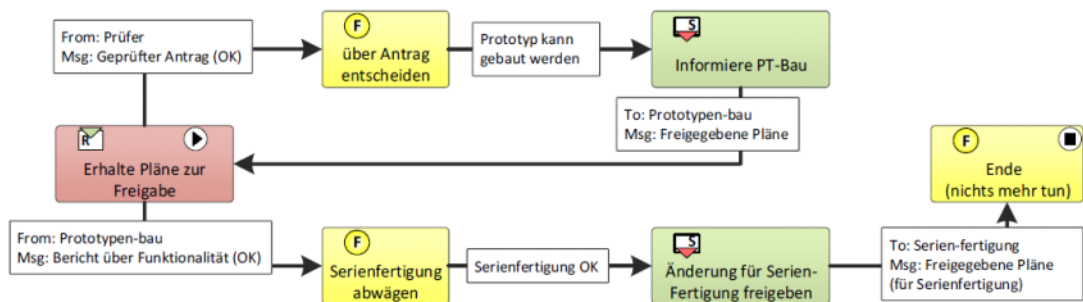 From: Prüfer
Msg: Geprüfter Antrag (OK)
F
über Antrag
entscheiden
Prototyp kann
gebaut werden
S
Informiere PT-Bau
To: Prototypen-bau
Msg: Freigegebene Pläne
R
Erhalte Pläne zur
Freigabe
F
Ende
(nichts mehr tun)
From: Prototypen-bau
Msg: Bericht über Funktionalität (OK)
F
Serienfertigung
abwägen
Serienfertigung OK
S
Änderung für Serien-
Fertigung freigeben
To: Serien-fertigung
Msg: Freigegebene Pläne
(für Serienfertigung)